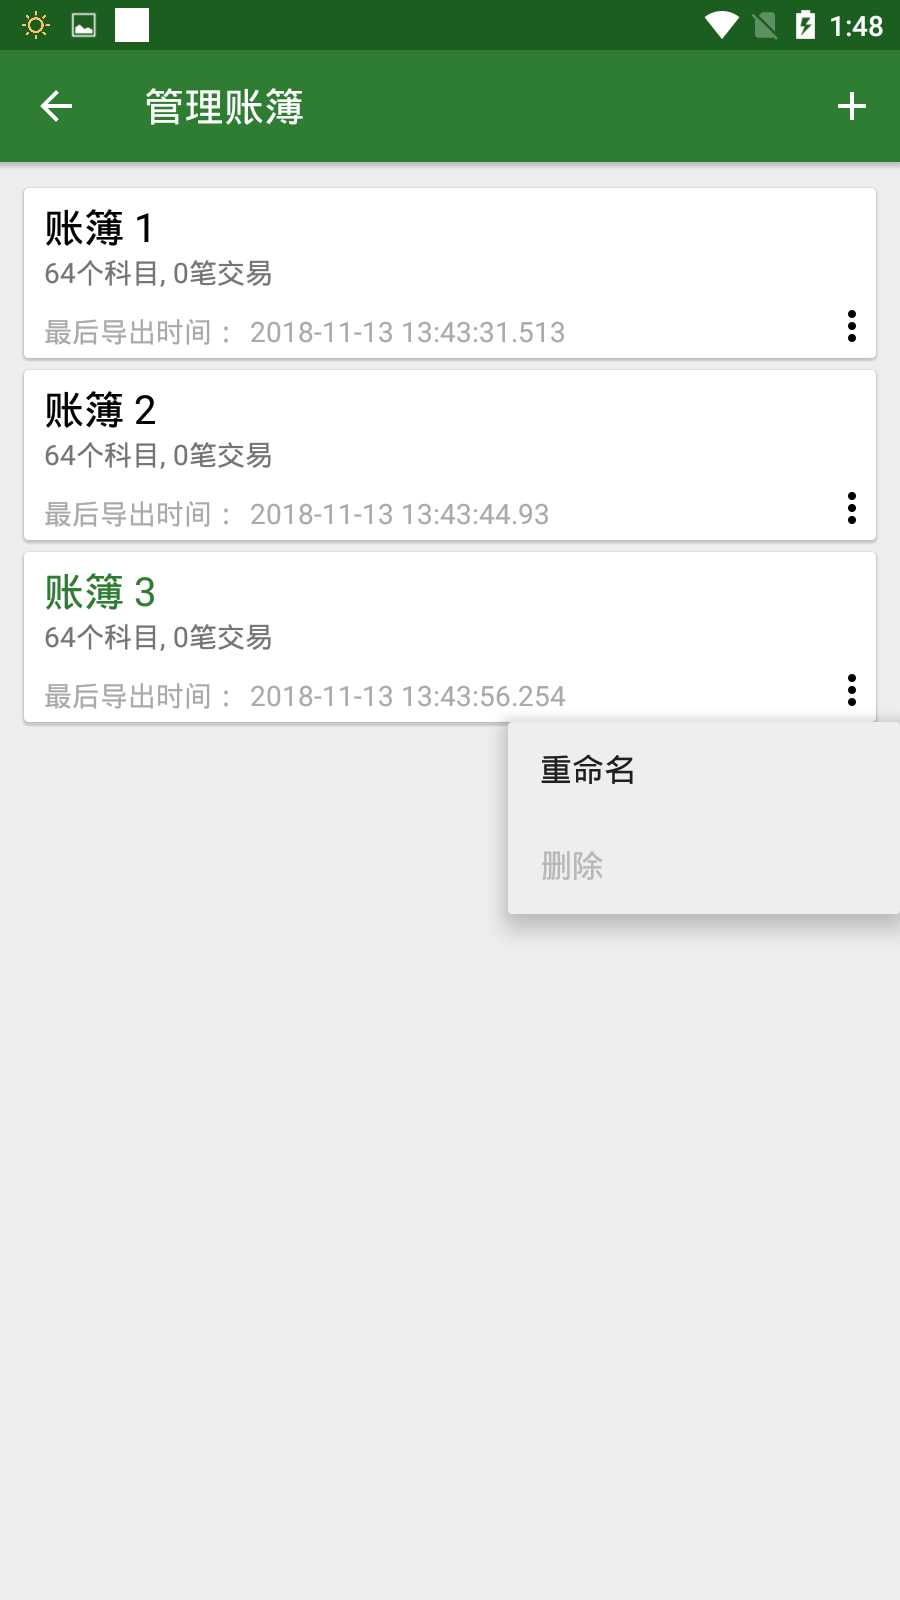 1:48
管理账簿
账簿 1
64个科目, 0笔交易
最后导出时间： 2018-11-13 13:43:31.513
账簿 2
64个科目, 0笔交易
最后导出时间： 2018-11-13 13:43:44.93
账簿 3
64个科目, 0笔交易
最后导出时间： 2018-11-13 13:43:56.254
重命名
删除